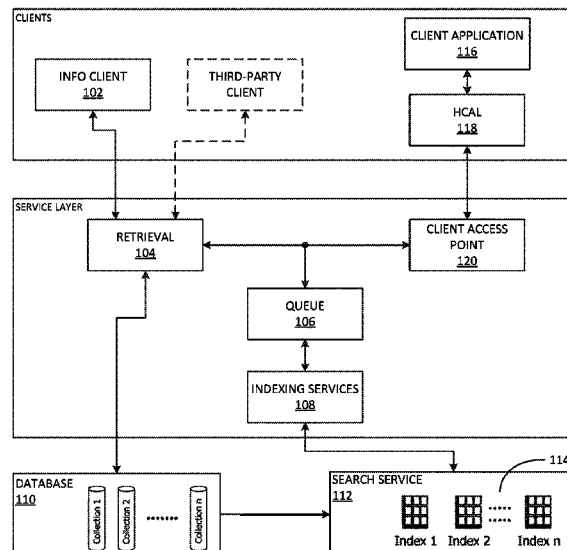 CLIENTS
CLIENT APPLICATION
116
INFO CLIENT
102
THIRD-PARTY
CLIENT
HCAL
118
SERVICE LAYER
RETRIEVAL
104
CLIENT ACCESS
POINT
120
QUEUE
106
INDEXING SERVICES
108
DATABASE
110
Collection 1
Collection 2
Collection n
SEARCH SERVICE
112
114
Index 1 Index 2 Index n